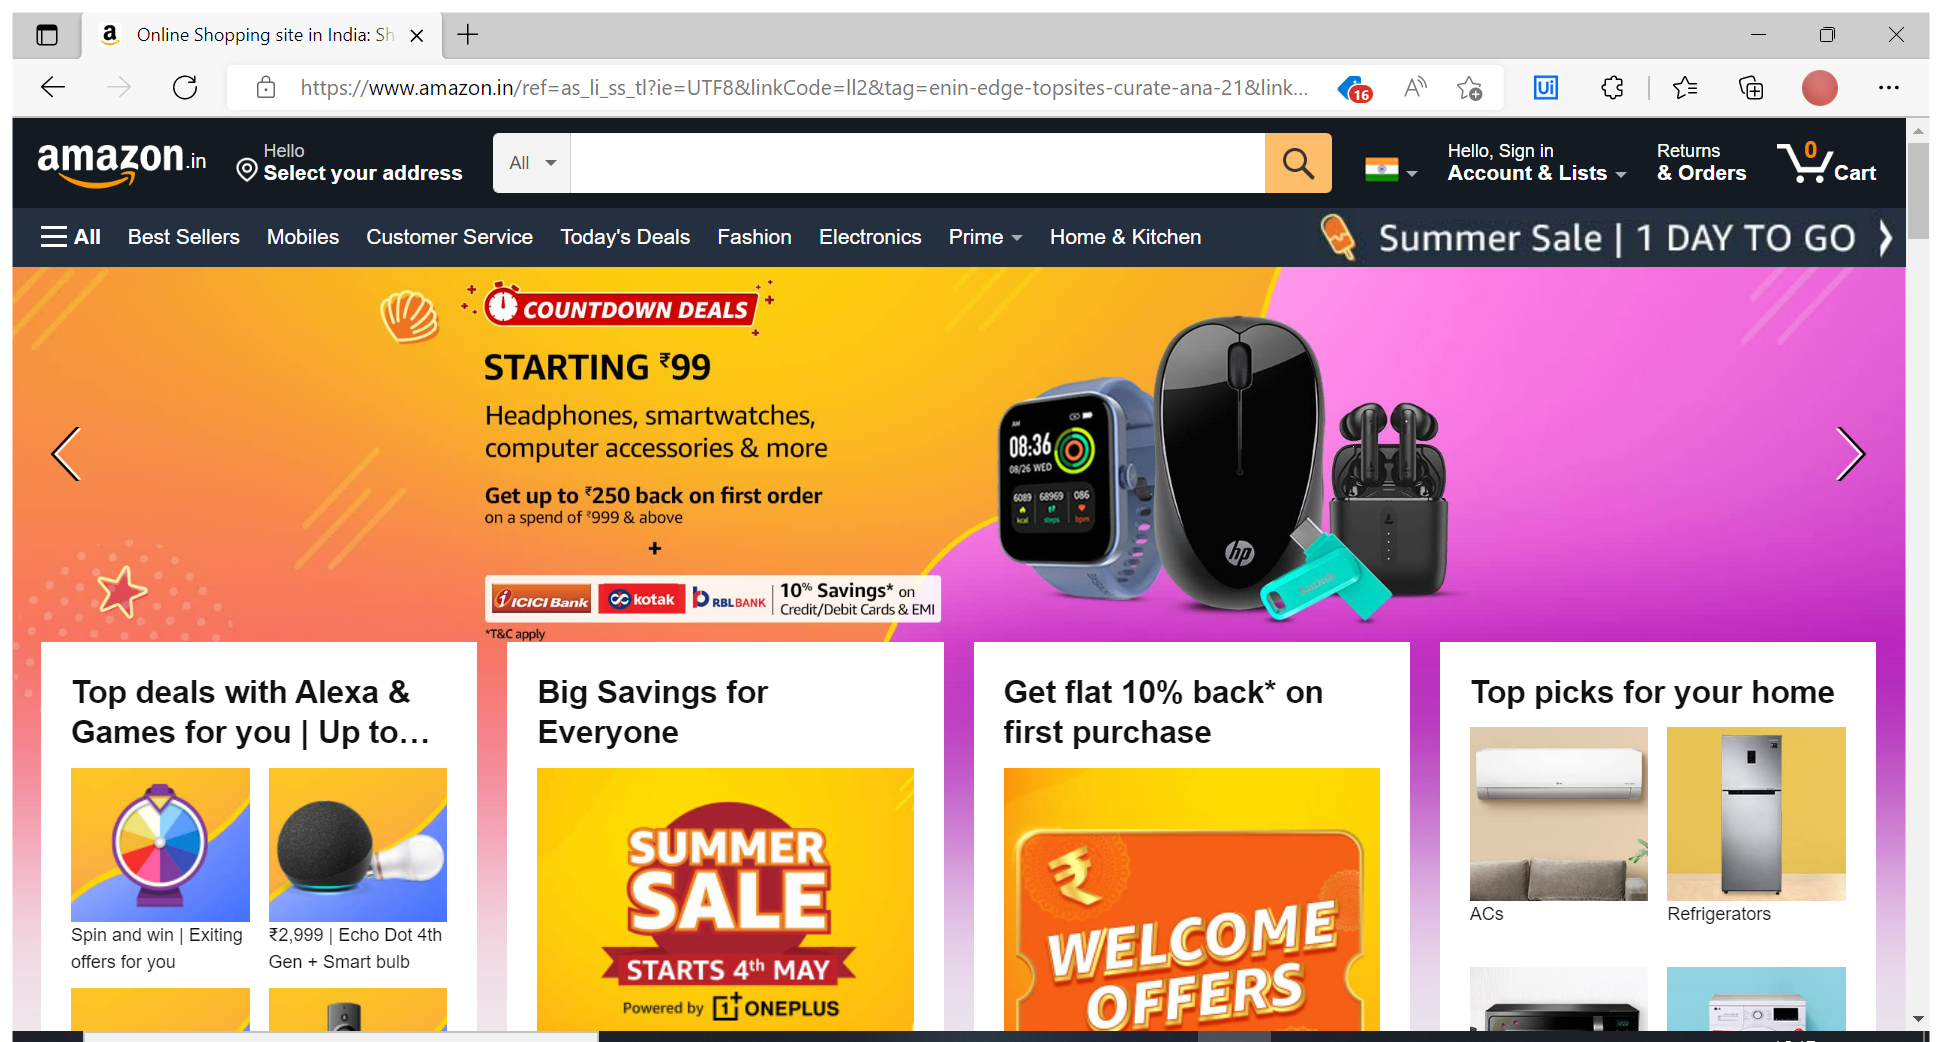 Online Shopping site in India: Sh
https://www.amazon.in/ref=as_li_ss_tl?ie=UTF8&linkCode=ll2&tag=enin-edge-topsites-curate-ana-21&link...
16
Ui
amazon.in
Hello
Select your address
All
Hello, Sign in
Account & Lists
Returns
& Orders
0
Cart
All
Best Sellers
Mobiles
Customer Service
Today's Deals
Fashion
Electronics
Prime
Home & Kitchen
Summer Sale | 1 DAY TO GO
COUNTDOWN DEALS
STARTING ₹99
Headphones, smartwatches,
computer accessories & more
Get up to ₹250 back on first order
on a spend of ₹999 & above
+
ICICI Bank
kotak
RBL BANK
10% Savings* on
Credit/Debit Cards & EMI
*T&C apply
AM
08:36
08/26 WED
6089 68969 086
kcal steps bpm
hp
SanDisk
Top deals with Alexa &
Games for you | Up to…
Spin and win | Exiting
offers for you
₹2,999 | Echo Dot 4th
Gen + Smart bulb
Big Savings for
Everyone
SUMMER
SALE
STARTS 4th MAY
Powered by 1+ ONEPLUS
Get flat 10% back* on
first purchase
₹
WELCOME
OFFERS
Top picks for your home
ACs
Refrigerators